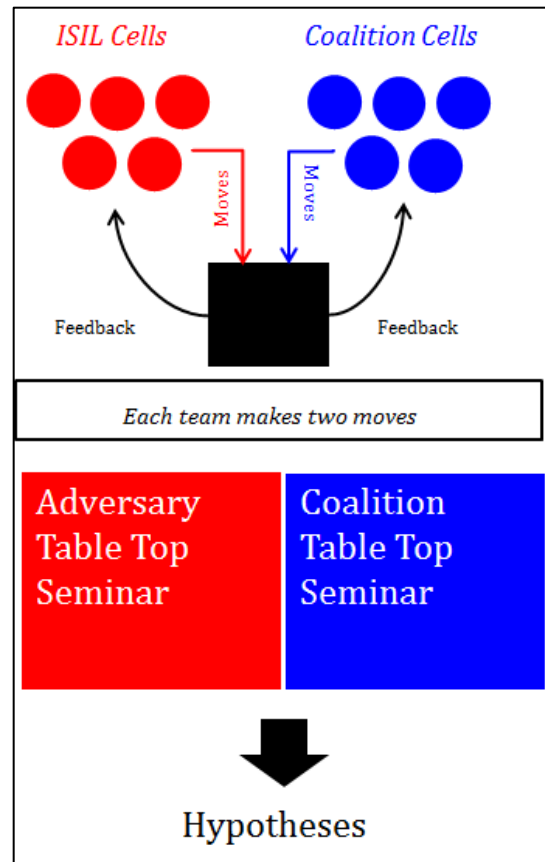 ISIL Cells
Coalition Cells
Moves
Moves
Feedback
Feedback
Each team makes two moves
Adversary
Table Top
Seminar
Coalition
Table Top
Seminar
Hypotheses